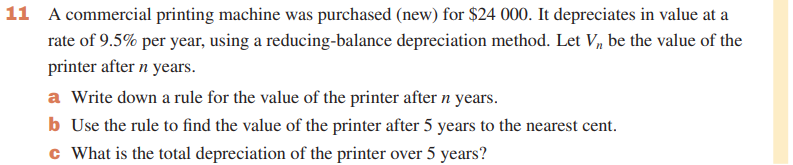 11 A commercial printing machine was purchased (new) for $24 000. It depreciates in value at a
rate of 9.5% per year, using a reducing-balance depreciation method. Let Vₙ be the value of the
printer after n years.
a Write down a rule for the value of the printer after n years.
b Use the rule to find the value of the printer after 5 years to the nearest cent.
c What is the total depreciation of the printer over 5 years?